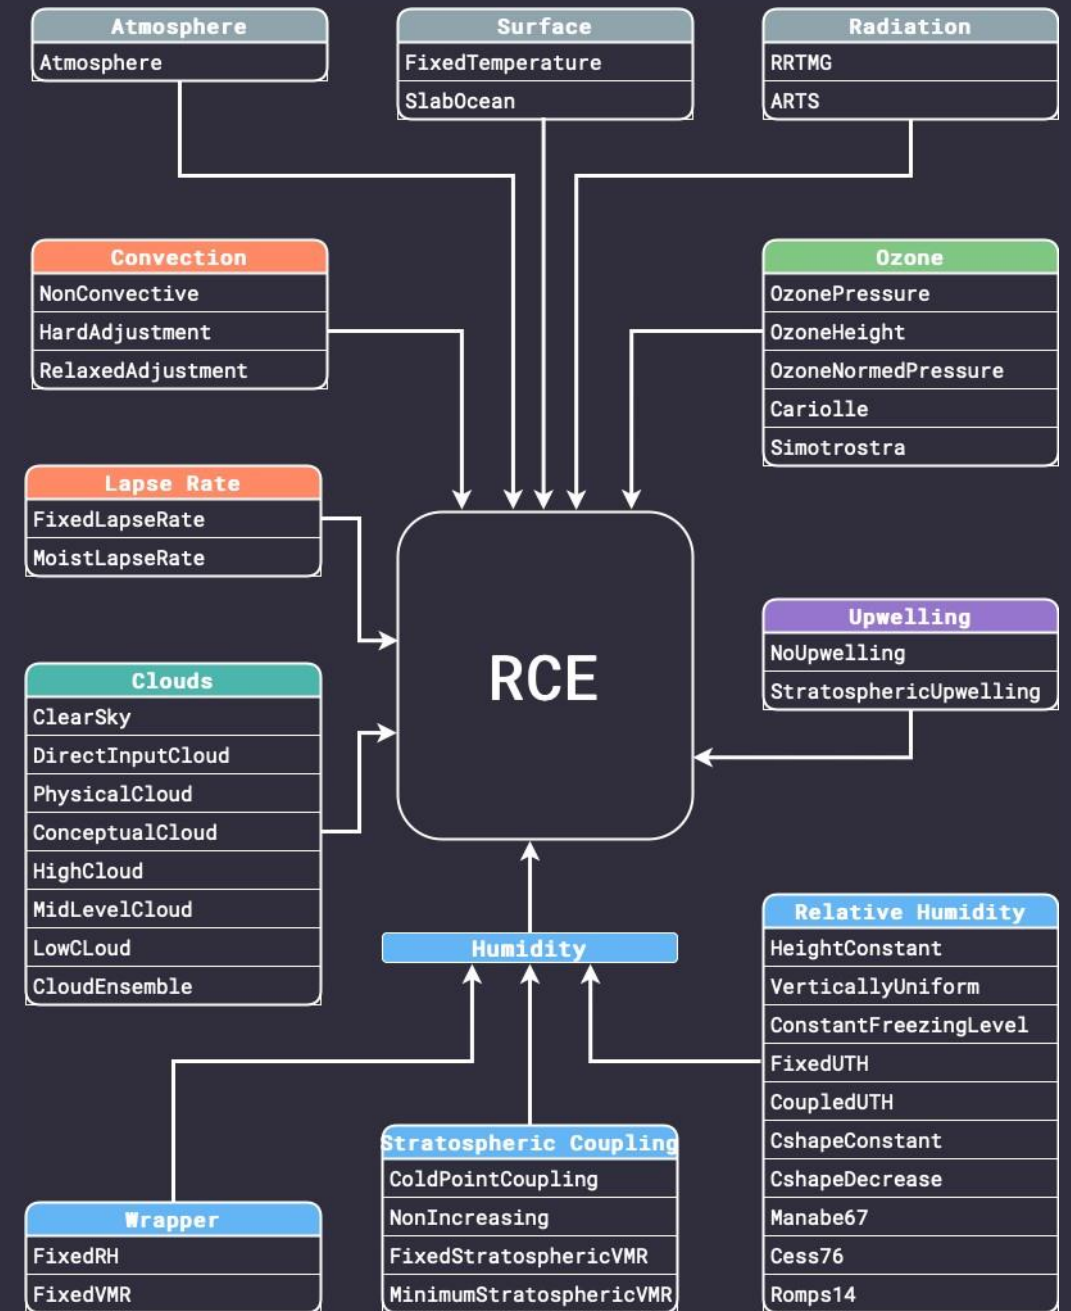 Atmosphere
Atmosphere
Surface
FixedTemperature
SlabOcean
Radiation
RRTMG
ARTS
Convection
NonConvective
HardAdjustment
RelaxedAdjustment
Ozone
OzonePressure
OzoneHeight
OzoneNormedPressure
Cariolle
Simotrostra
Lapse Rate
FixedLapseRate
MoistLapseRate
RCE
Upwelling
NoUpwelling
StratosphericUpwelling
Clouds
ClearSky
DirectInputCloud
PhysicalCloud
ConceptualCloud
HighCloud
MidLevelCloud
LowCLoud
CloudEnsemble
Humidity
Relative Humidity
HeightConstant
VerticallyUniform
ConstantFreezingLevel
FixedUTH
CoupledUTH
CshapeConstant
CshapeDecrease
Manabe67
Cess76
Romps14
Stratospheric Coupling
ColdPointCoupling
NonIncreasing
FixedStratosphericVMR
MinimumStratosphericVMR
Wrapper
FixedRH
FixedVMR